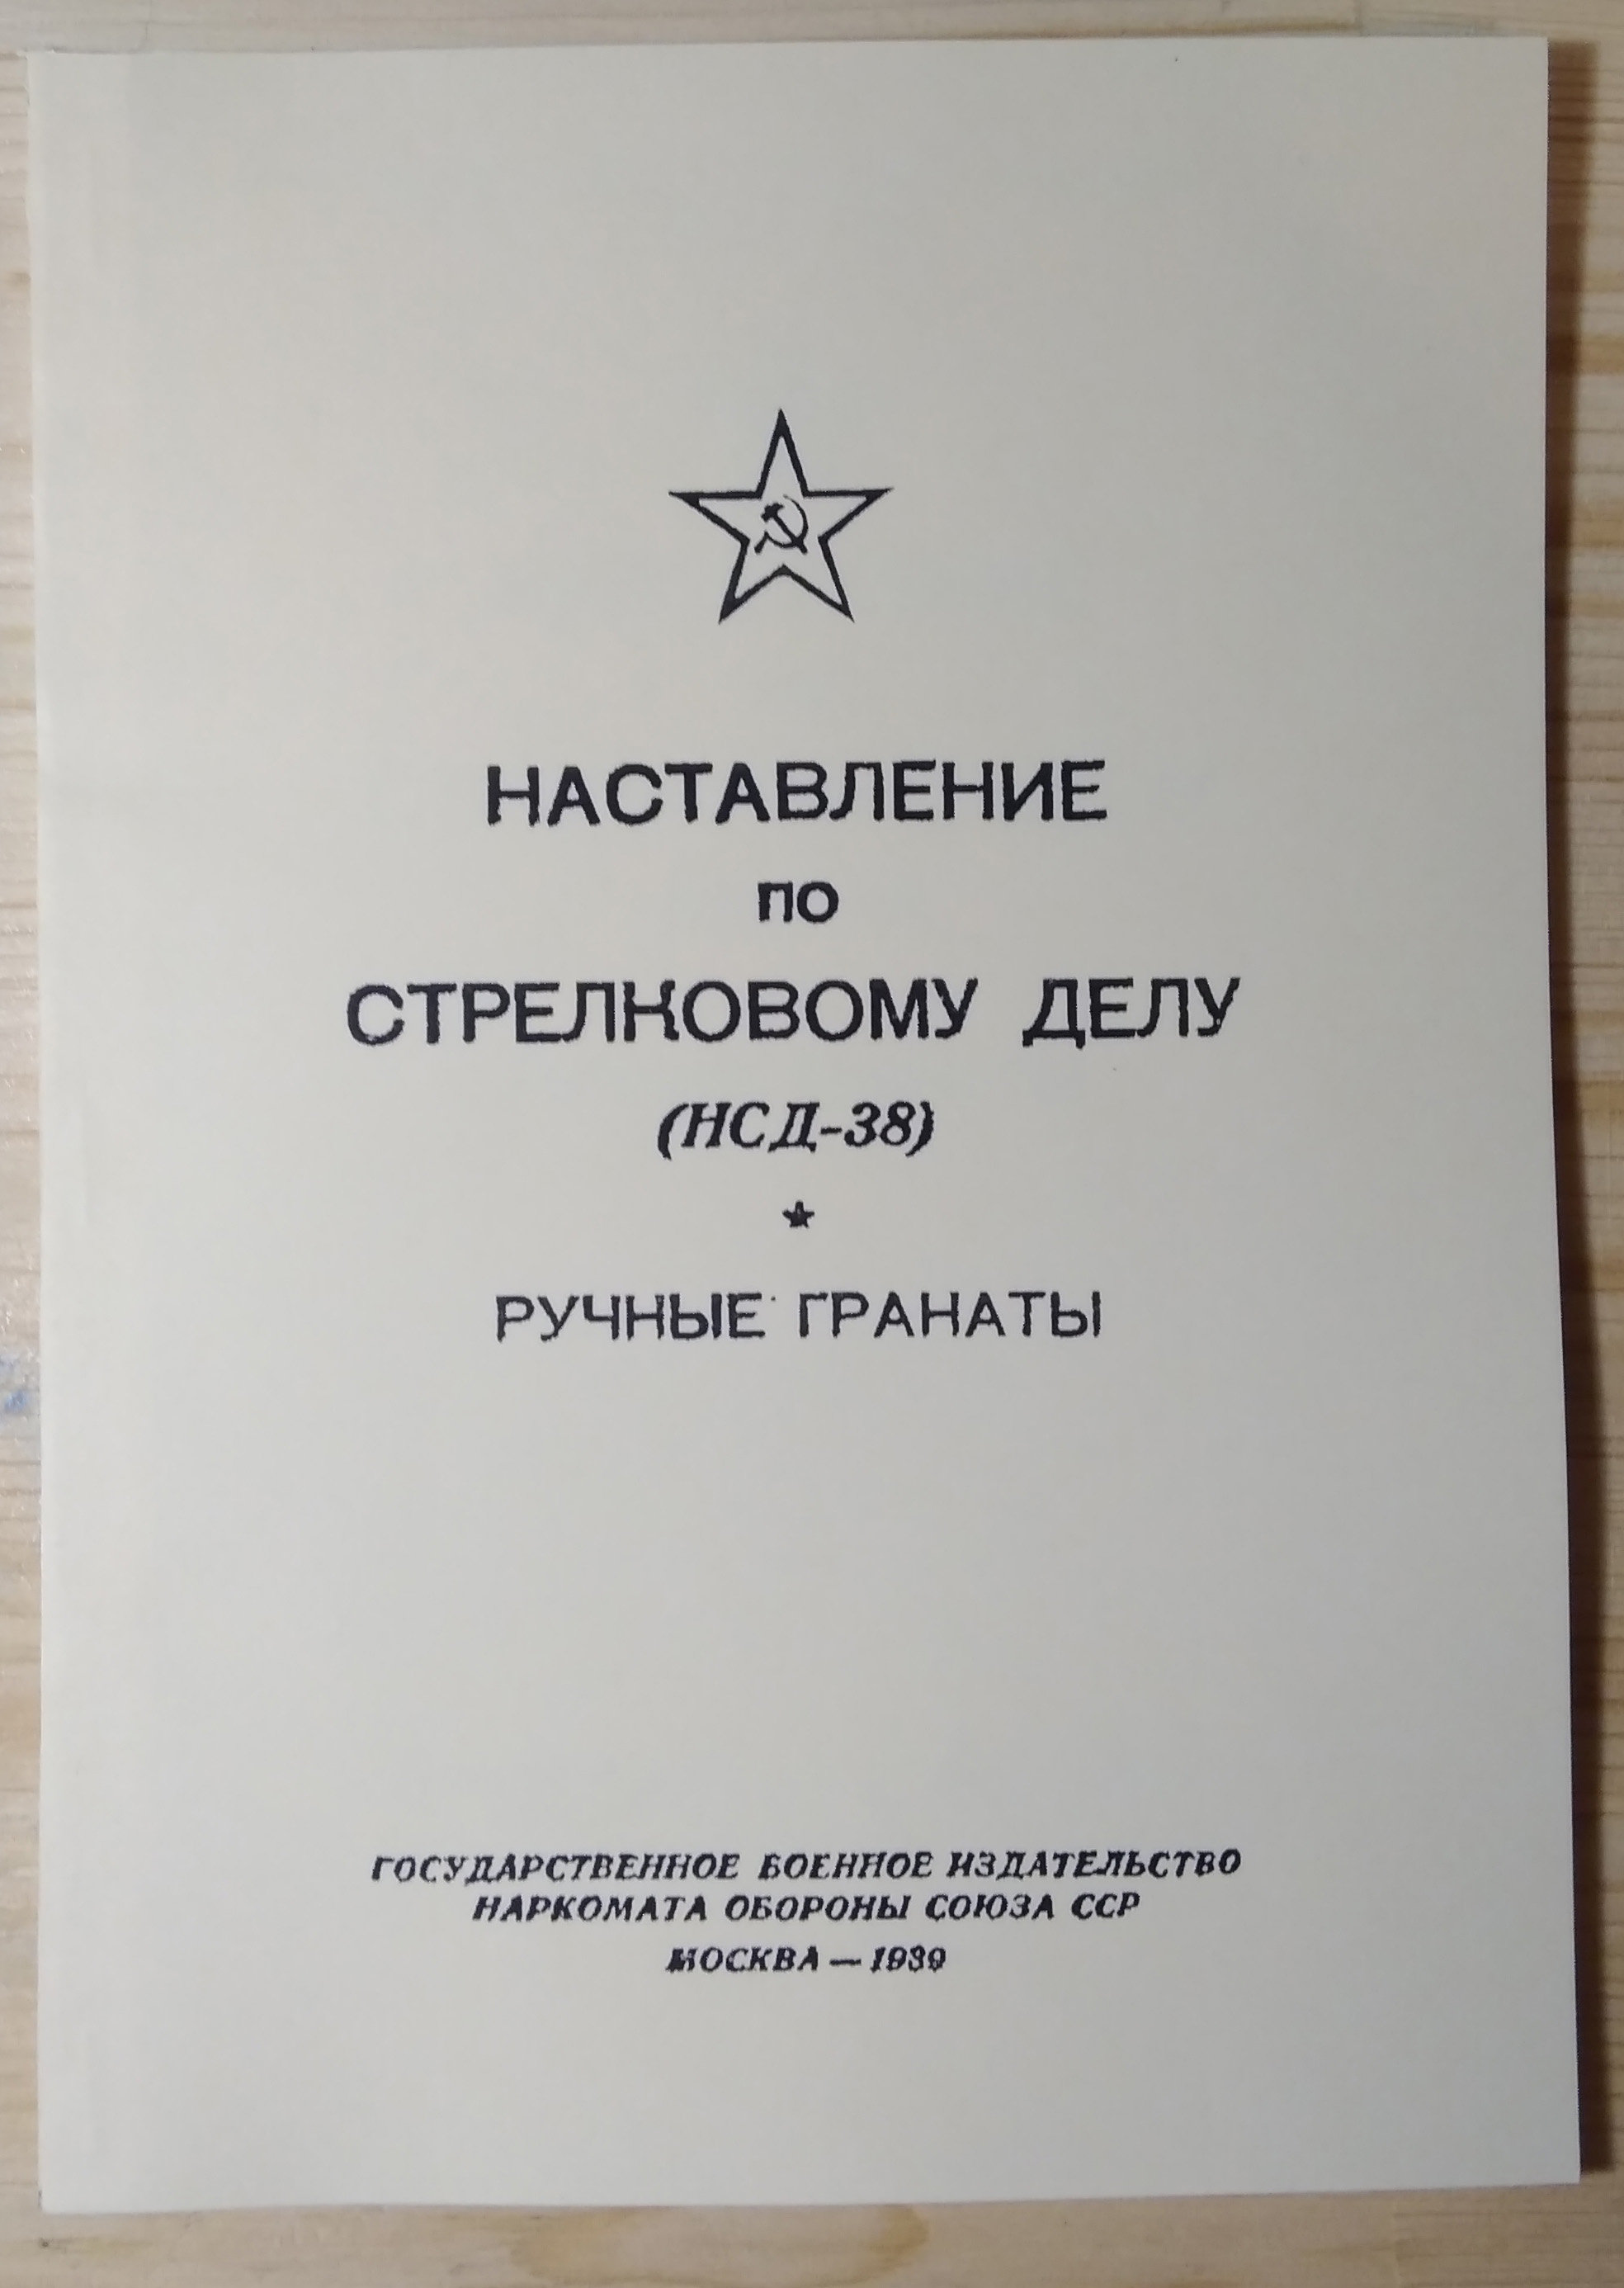 НАСТАВЛЕНИЕ
ПО
СТРЕЛКОВОМУ ДЕЛУ
(НСД-38)
★
РУЧНЫЕ ГРАНАТЫ
ГОСУДАРСТВЕННОЕ ВОЕННОЕ ИЗДАТЕЛЬСТВО
НАРКОМАТА ОБОРОНЫ СОЮЗА ССР
МОСКВА — 1939